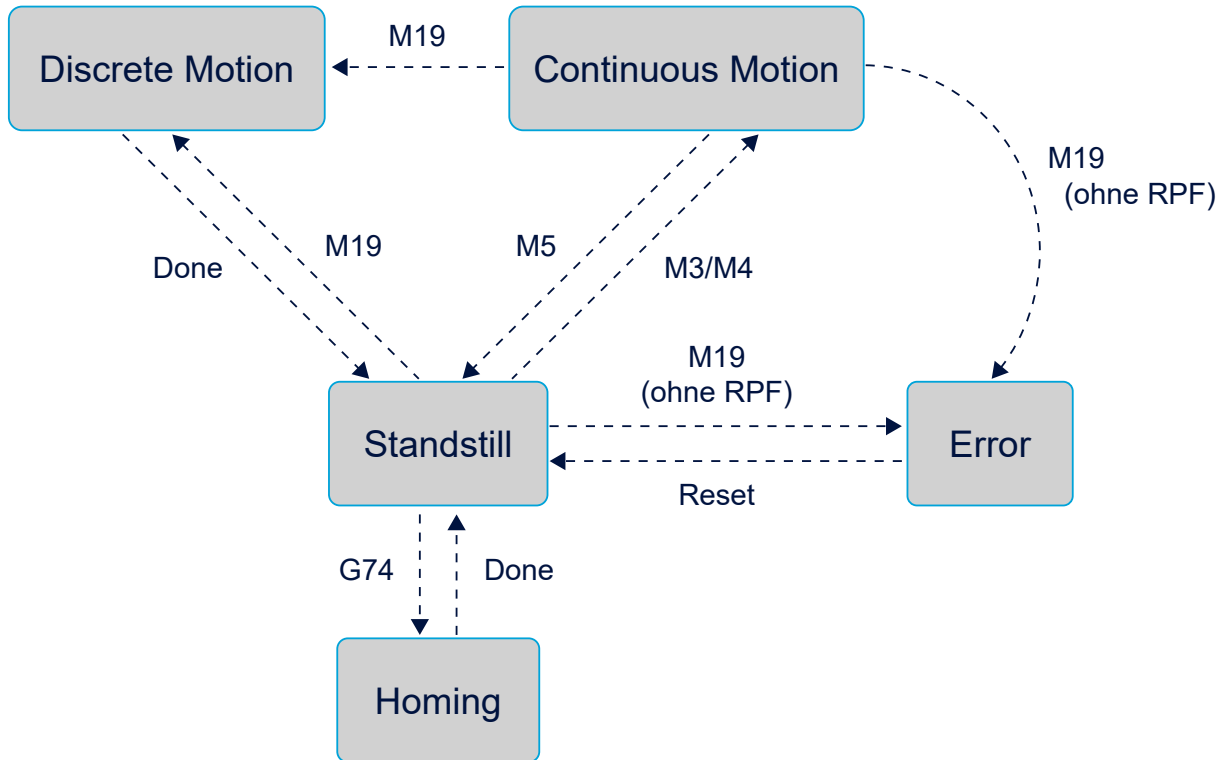 M19
Discrete Motion
Continuous Motion
M19
(ohne RPF)
M19
M5
Done
M3/M4
M19
(ohne RPF)
Standstill
Error
Reset
G74
Done
Homing